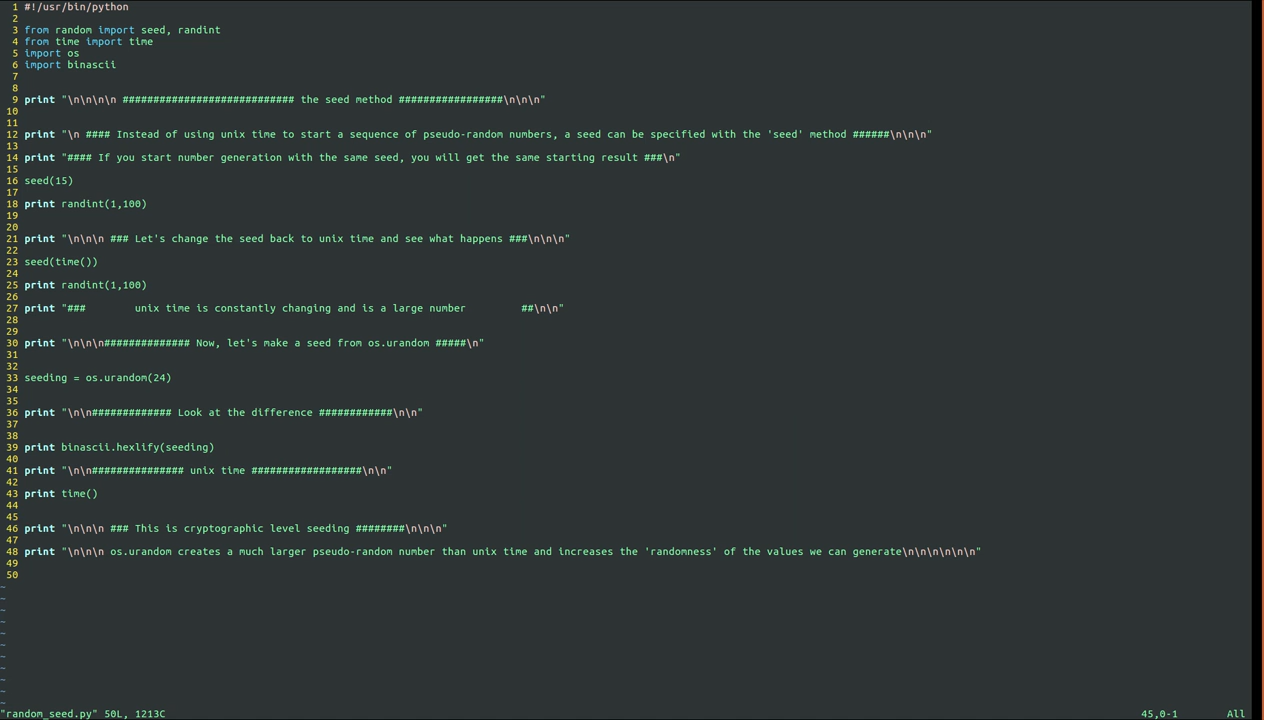 1 #!/usr/bin/python
2
3 from random import seed, randint
4 from time import time
5 import os
6 import binascii
7
8
9 print "\n\n\n\n ############################ the seed method #################\n\n\n"
10
11
12 print "\n #### Instead of using unix time to start a sequence of pseudo-random numbers, a seed can be specified with the 'seed' method ######\n\n\n"
13
14 print "#### If you start number generation with the same seed, you will get the same starting result ###\n"
15
16 seed(15)
17
18 print randint(1,100)
19
20
21 print "\n\n\n ### Let's change the seed back to unix time and see what happens ###\n\n\n"
22
23 seed(time())
24
25 print randint(1,100)
26
27 print "###        unix time is constantly changing and is a large number         ##\n\n"
28
29
30 print "\n\n\n############## Now, let's make a seed from os.urandom #####\n"
31
32
33 seeding = os.urandom(24)
34
35
36 print "\n\n############# Look at the difference ############\n\n"
37
38
39 print binascii.hexlify(seeding)
40
41 print "\n\n############### unix time ##################\n\n"
42
43 print time()
44
45
46 print "\n\n\n ### This is cryptographic level seeding ########\n\n\n"
47
48 print "\n\n\n os.urandom creates a much larger pseudo-random number than unix time and increases the 'randomness' of the values we can generate\n\n\n\n\n\n"
49
50
~
~
~
~
~
~
~
~
~
~
~
"random_seed.py" 50L, 1213C 45,0-1 All